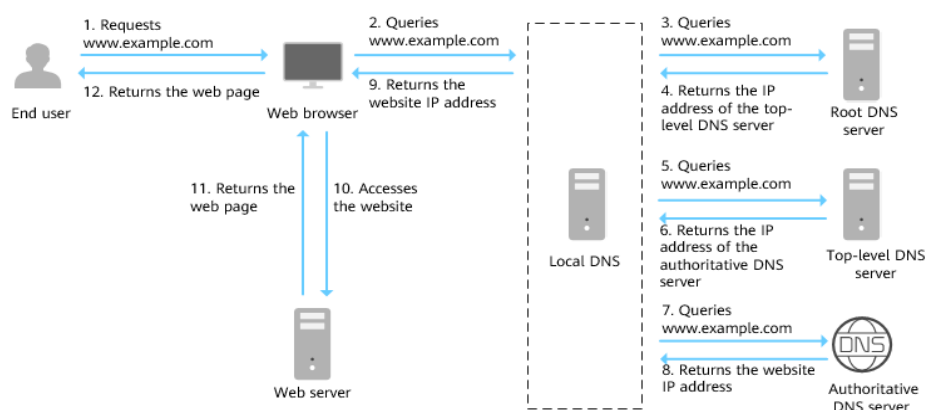 1. Requests
www.example.com
12. Returns the web page
End user
2. Queries
www.example.com
9. Returns the
website IP address
Web browser
11. Returns the
web page
10. Accesses
the website
Web server
Local DNS
3. Queries
www.example.com
4. Returns the IP
address of the top-
level DNS server
Root DNS
server
5. Queries
www.example.com
6. Returns the IP
address of the
authoritative DNS
server
Top-level DNS
server
7. Queries
www.example.com
8. Returns the website
IP address
DNS
Authoritative
DNS server